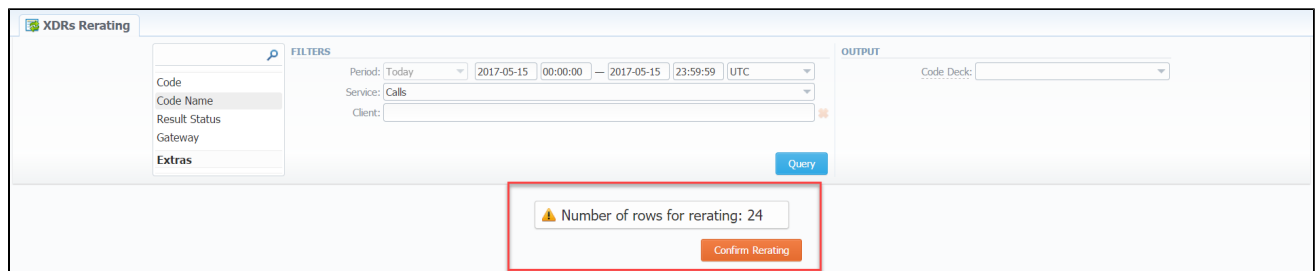 XDRs Rerating
Code
Code Name
Result Status
Gateway
Extras
FILTERS
Period: Today 2017-05-15 00:00:00 — 2017-05-15 23:59:59 UTC
Service: Calls
Client:
Query
OUTPUT
Code Deck:
Number of rows for rerating: 24
Confirm Rerating